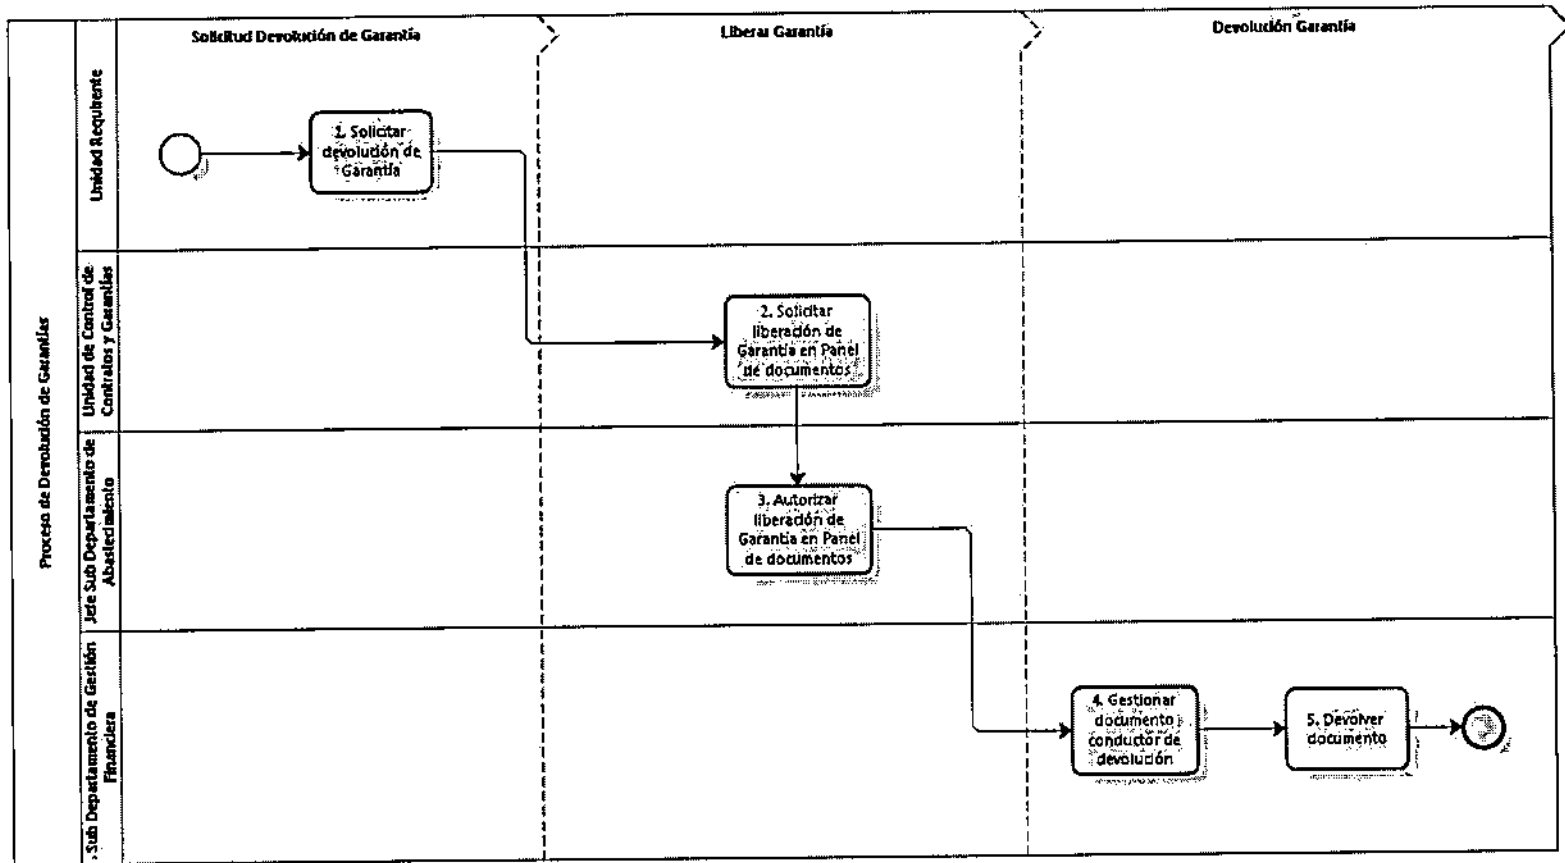 Solicitud Devolución de Garantía
Liberar Garantía
Devolución Garantía
Proceso de Devolución de Garantías
Unidad Requirente
1. Solicitar
devolución de
Garantía
Unidad de Control de
Contratos y Garantías
2. Solicitar
liberación de
Garantía en Panel
de documentos
Jefe Sub Departamento de
Abastecimiento
3. Autorizar
liberación de
Garantía en Panel
de documentos
Sub Departamento de Gestión
Financiera
4. Gestionar
documento
conductor de
devolución
5. Devolver
documento